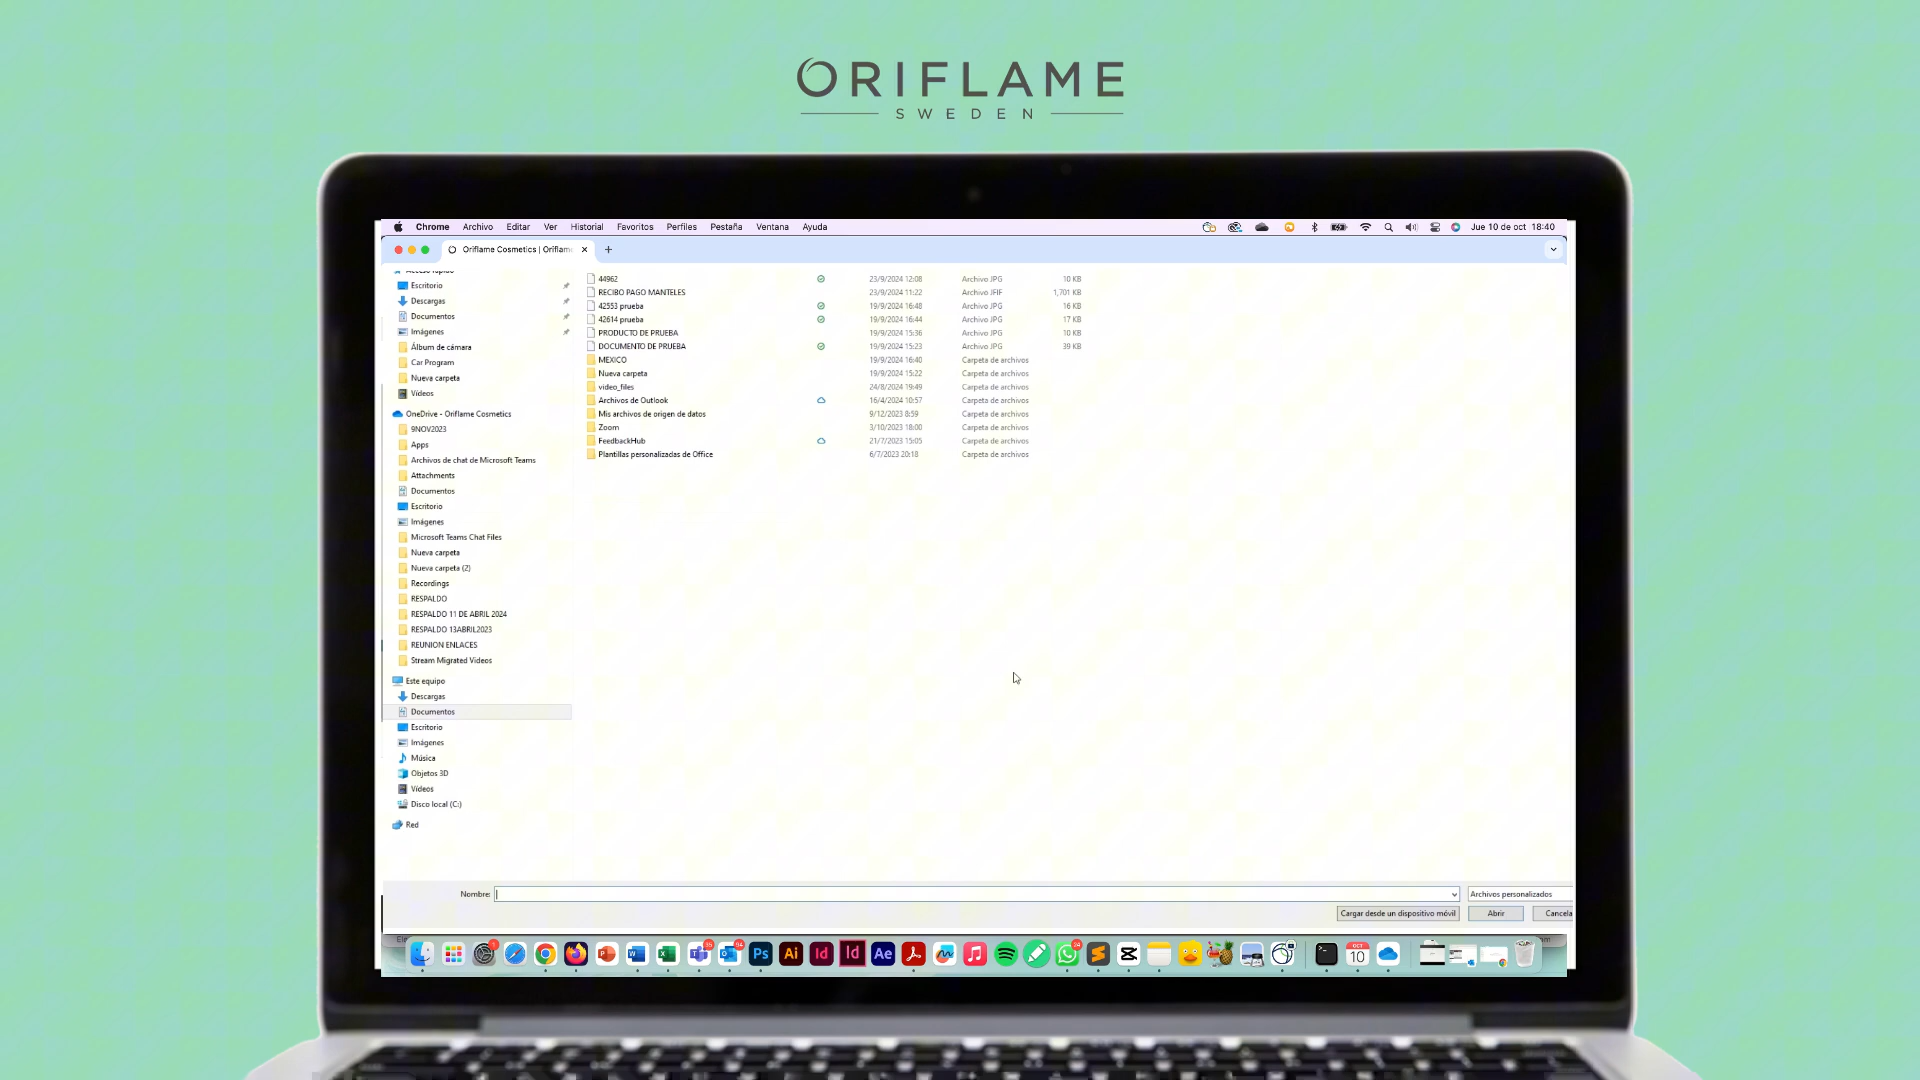 ORIFLAME
SWEDEN
Chrome Archivo Editar Ver Historial Favoritos Perfiles Pestaña Ventana Ayuda
Jue 10 de oct 18:40
Oriflame Cosmetics | Oriflam
Acceso rápido
Escritorio
Descargas
Documentos
Imágenes
Álbum de cámara
Car Program
Nueva carpeta
Vídeos
OneDrive - Oriflame Cosmetics
9NOV2023
Apps
Archivos de chat de Microsoft Teams
Attachments
Documentos
Escritorio
Imágenes
Microsoft Teams Chat Files
Nueva carpeta
Nueva carpeta (2)
Recordings
RESPALDO
RESPALDO 11 DE ABRIL 2024
RESPALDO 13ABRIL2023
REUNION ENLACES
Stream Migrated Videos
Este equipo
Descargas
Documentos
Escritorio
Imágenes
Música
Objetos 3D
Vídeos
Disco local (C:)
Red
44962 23/9/2024 12:08 Archivo JPG 10 KB
RECIBO PAGO MANTELES 23/9/2024 11:22 Archivo JFIF 1,701 KB
42553 prueba 19/9/2024 16:48 Archivo JPG 16 KB
42614 prueba 19/9/2024 16:44 Archivo JPG 17 KB
PRODUCTO DE PRUEBA 19/9/2024 15:36 Archivo JPG 10 KB
DOCUMENTO DE PRUEBA 19/9/2024 15:23 Archivo JPG 39 KB
MEXICO 19/9/2024 16:40 Carpeta de archivos
Nueva carpeta 19/9/2024 15:22 Carpeta de archivos
video_files 24/8/2024 19:49 Carpeta de archivos
Archivos de Outlook 16/4/2024 10:57 Carpeta de archivos
Mis archivos de origen de datos 9/12/2023 8:59 Carpeta de archivos
Zoom 3/10/2023 18:00 Carpeta de archivos
FeedbackHub 21/7/2023 15:05 Carpeta de archivos
Plantillas personalizadas de Office 6/7/2023 20:18 Carpeta de archivos
Nombre: Archivos personalizados
Cargar desde un dispositivo móvil Abrir Cancela
Ps Ai Id Id Ae
OCT
10